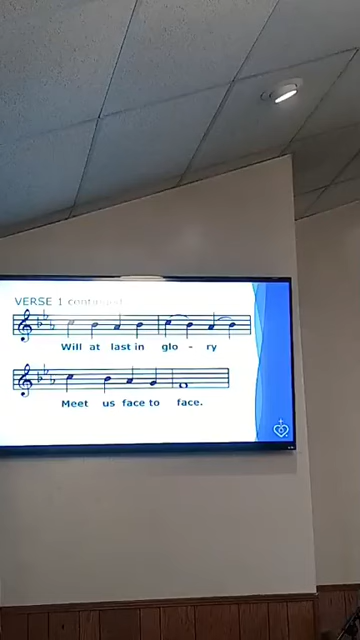 VERSE 1 continued
Will at last in glo - ry
Meet us face to face.